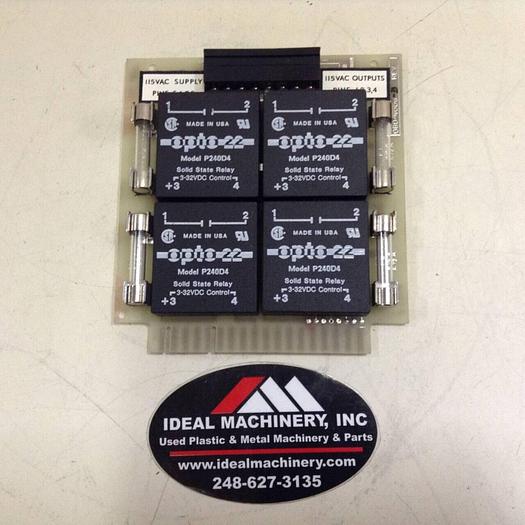 115VAC SUPPLY
115VAC OUTPUTS
REV
1 2
MADE IN USA
opto 22
Model P240D4
Solid State Relay
3-32VDC Control
+3 4
1 2
MADE IN USA
opto 22
Model P240D4
Solid State Relay
3-32VDC Control
+3 4
1 2
MADE IN USA
opto 22
Model P240D4
Solid State Relay
3-32VDC Control
+3 4
1 2
MADE IN USA
opto 22
Model P240D4
Solid State Relay
3-32VDC Control
+3 4
IDEAL MACHINERY, INC
Used Plastic & Metal Machinery & Parts
www.idealmachinery.com
248-627-3135